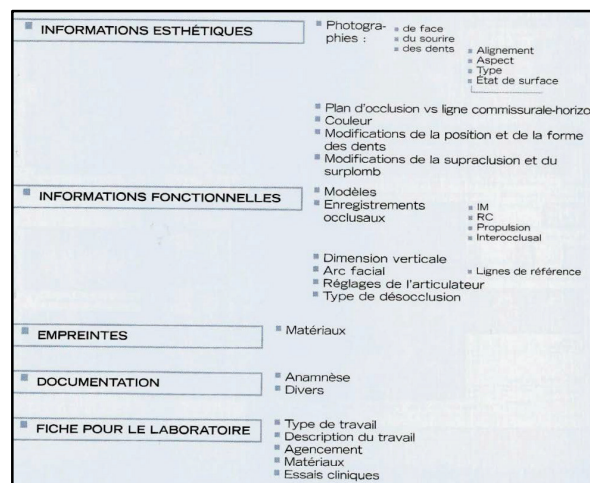 INFORMATIONS ESTHÉTIQUES
Photogra-
phies :
de face
du sourire
des dents
Alignement
Aspect
Type
État de surface
Plan d'occlusion vs ligne commissurale-horizo
Couleur
Modifications de la position et de la forme
des dents
Modifications de la supraclusion et du
surplomb
INFORMATIONS FONCTIONNELLES
Modèles
Enregistrements
occlusaux
IM
RC
Propulsion
Interocclusal
Dimension verticale
Arc facial
Lignes de référence
Réglages de l'articulateur
Type de désocclusion
EMPREINTES
Matériaux
DOCUMENTATION
Anamnèse
Divers
FICHE POUR LE LABORATOIRE
Type de travail
Description du travail
Agencement
Matériaux
Essais cliniques